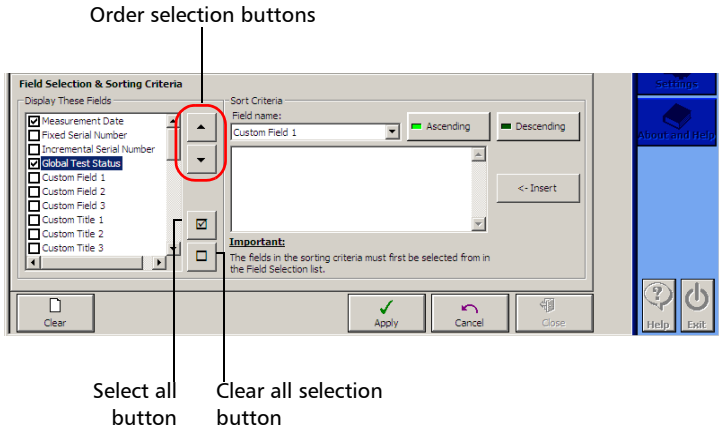 Order selection buttons
Settings
Field Selection & Sorting Criteria
Display These Fields
Measurement Date
Fixed Serial Number
Incremental Serial Number
Global Test Status
Custom Field 1
Custom Field 2
Custom Field 3
Custom Title 1
Custom Title 2
Custom Title 3
Sort Criteria
Field name:
Custom Field 1
Ascending
Descending
<- Insert
Important:
The fields in the sorting criteria must first be selected from in
the Field Selection list.
About and Help
Clear
Apply
Cancel
Close
Help
Exit
Select all
button
Clear all selection
button